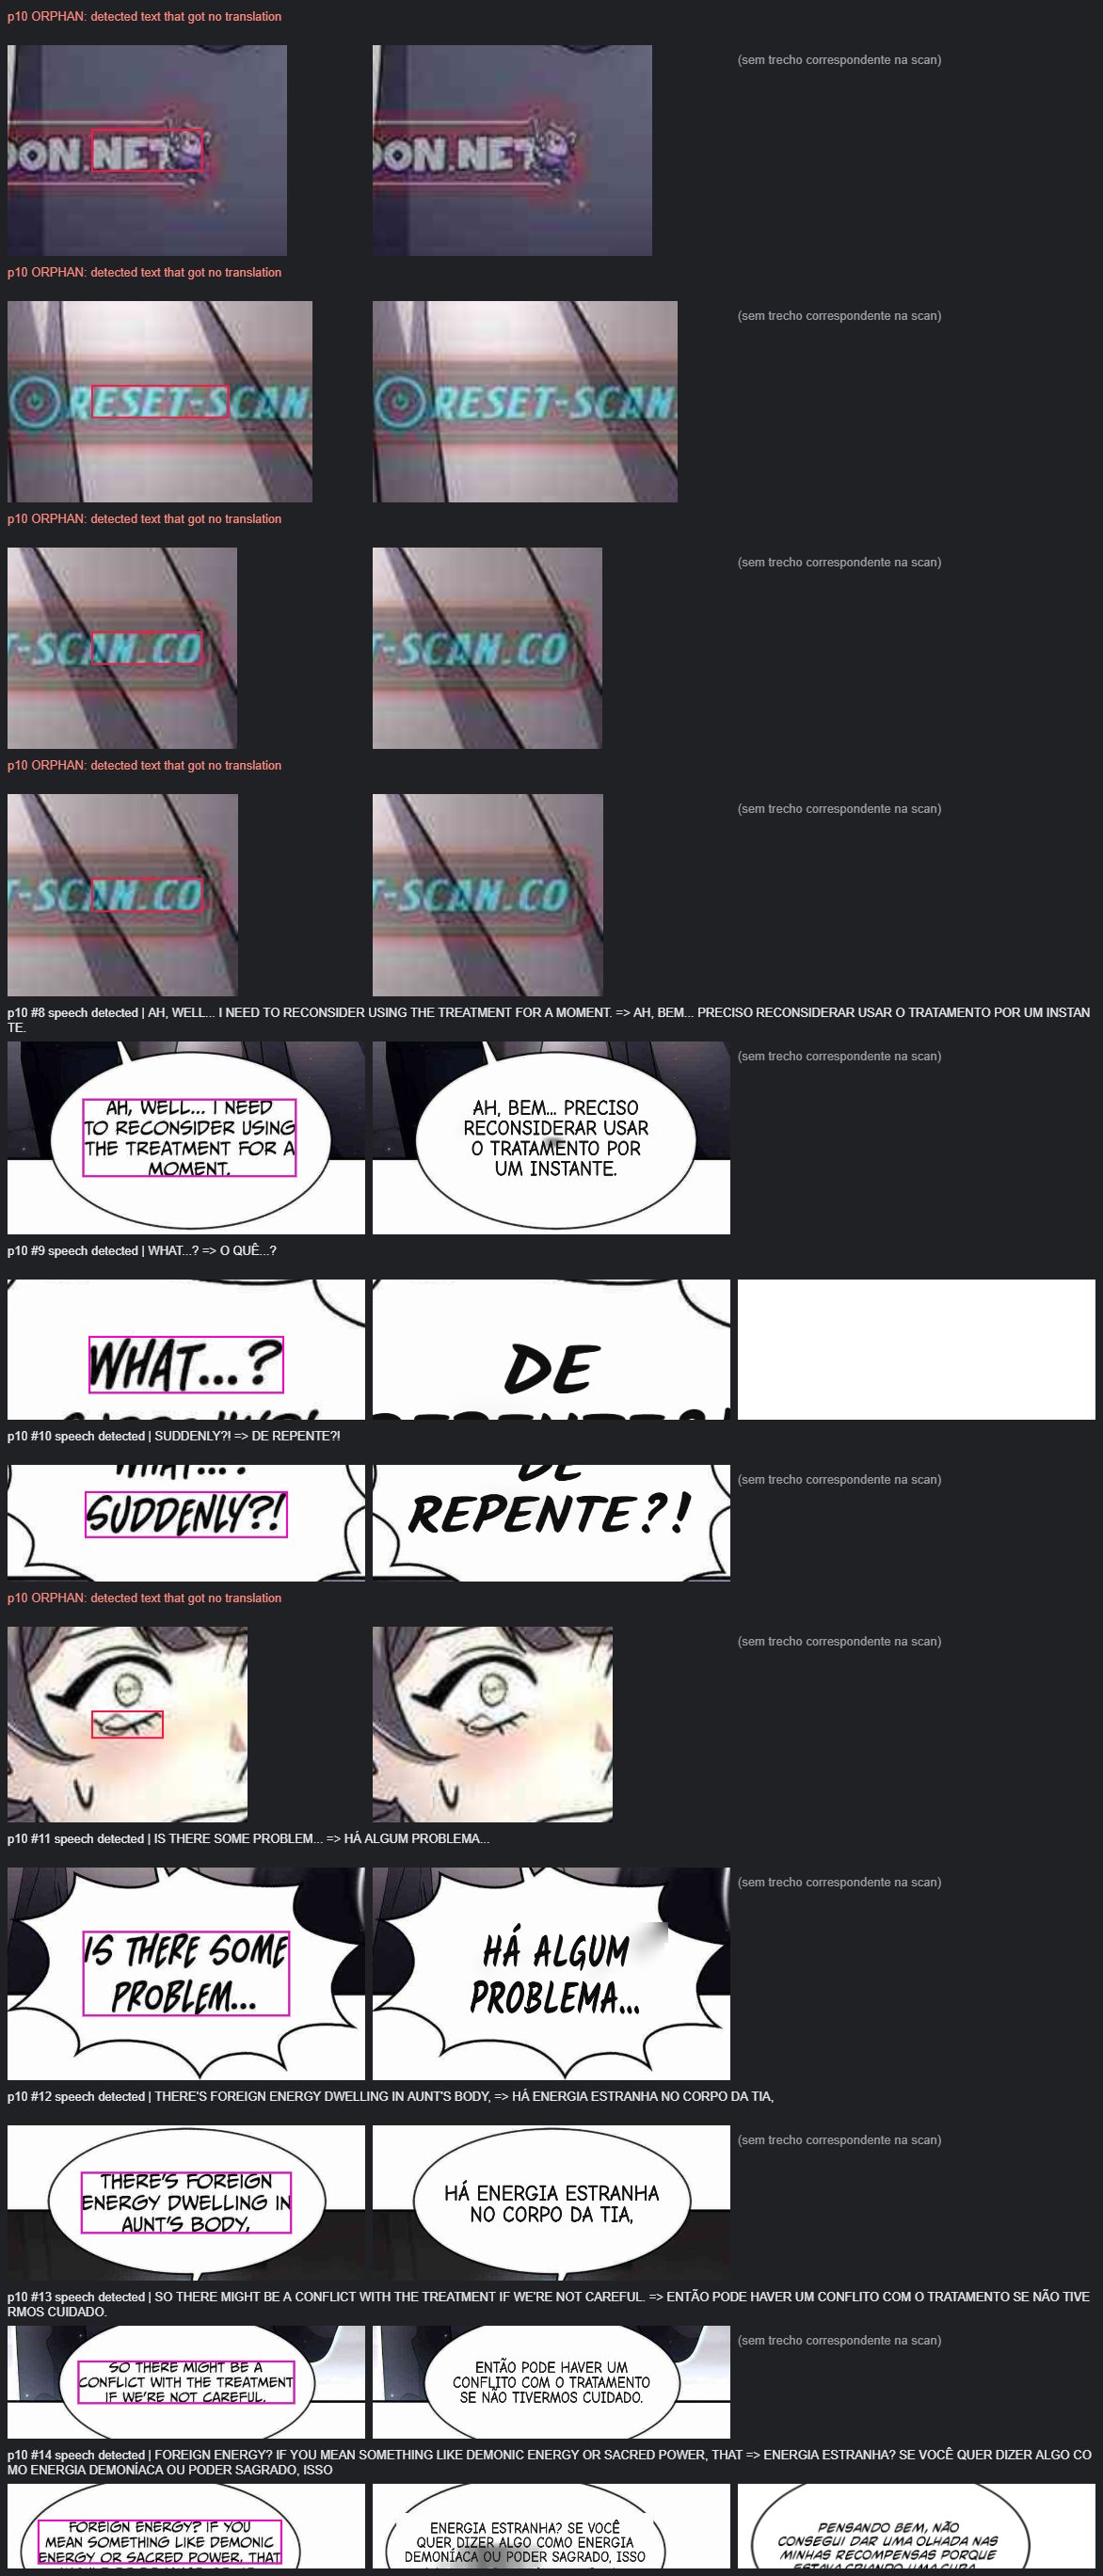 p10 ORPHAN: detected text that got no translation
(sem trecho correspondente na scan)
OON.NET
OON.NET
p10 ORPHAN: detected text that got no translation
(sem trecho correspondente na scan)
RESET-SCAN
RESET-SCAN
p10 ORPHAN: detected text that got no translation
(sem trecho correspondente na scan)
T-SCAN.CO
T-SCAN.CO
p10 ORPHAN: detected text that got no translation
(sem trecho correspondente na scan)
T-SCAN.CO
T-SCAN.CO
p10 #8 speech detected | AH, WELL... I NEED TO RECONSIDER USING THE TREATMENT FOR A MOMENT. => AH, BEM... PRECISO RECONSIDERAR USAR O TRATAMENTO POR UM INSTAN
TE.
AH, WELL... I NEED
TO RECONSIDER USING
THE TREATMENT FOR A
MOMENT.
AH, BEM... PRECISO
RECONSIDERAR USAR
O TRATAMENTO POR
UM INSTANTE.
(sem trecho correspondente na scan)
p10 #9 speech detected | WHAT...? => O QUÊ...?
WHAT...?
DE
p10 #10 speech detected | SUDDENLY?! => DE REPENTE?!
WHAT...?
SUDDENLY?!
DE
REPENTE?!
(sem trecho correspondente na scan)
p10 ORPHAN: detected text that got no translation
(sem trecho correspondente na scan)
p10 #11 speech detected | IS THERE SOME PROBLEM... => HÁ ALGUM PROBLEMA...
IS THERE SOME
PROBLEM...
HÁ ALGUM
PROBLEMA...
(sem trecho correspondente na scan)
p10 #12 speech detected | THERE'S FOREIGN ENERGY DWELLING IN AUNT'S BODY, => HÁ ENERGIA ESTRANHA NO CORPO DA TIA,
THERE'S FOREIGN
ENERGY DWELLING IN
AUNT'S BODY,
HÁ ENERGIA ESTRANHA
NO CORPO DA TIA,
(sem trecho correspondente na scan)
p10 #13 speech detected | SO THERE MIGHT BE A CONFLICT WITH THE TREATMENT IF WE'RE NOT CAREFUL. => ENTÃO PODE HAVER UM CONFLITO COM O TRATAMENTO SE NÃO TIVE
RMOS CUIDADO.
SO THERE MIGHT BE A
CONFLICT WITH THE TREATMENT
IF WE'RE NOT CAREFUL.
ENTÃO PODE HAVER UM
CONFLITO COM O TRATAMENTO
SE NÃO TIVERMOS CUIDADO.
(sem trecho correspondente na scan)
p10 #14 speech detected | FOREIGN ENERGY? IF YOU MEAN SOMETHING LIKE DEMONIC ENERGY OR SACRED POWER, THAT => ENERGIA ESTRANHA? SE VOCÊ QUER DIZER ALGO CO
MO ENERGIA DEMONÍACA OU PODER SAGRADO, ISSO
FOREIGN ENERGY? IF YOU
MEAN SOMETHING LIKE DEMONIC
ENERGY OR SACRED POWER, THAT
ENERGIA ESTRANHA? SE VOCÊ
QUER DIZER ALGO COMO ENERGIA
DEMONÍACA OU PODER SAGRADO, ISSO
PENSANDO BEM, NÃO
CONSEGUI DAR UMA OLHADA NAS
MINHAS RECOMPENSAS PORQUE
ESTAVA CRIANDO UMA CURA